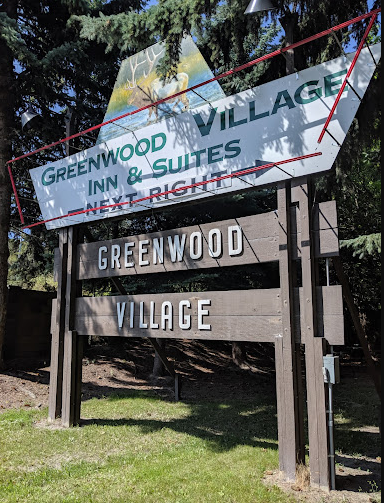 GREENWOOD VILLAGE
INN & SUITES
NEXT RIGHT
GREENWOOD
VILLAGE